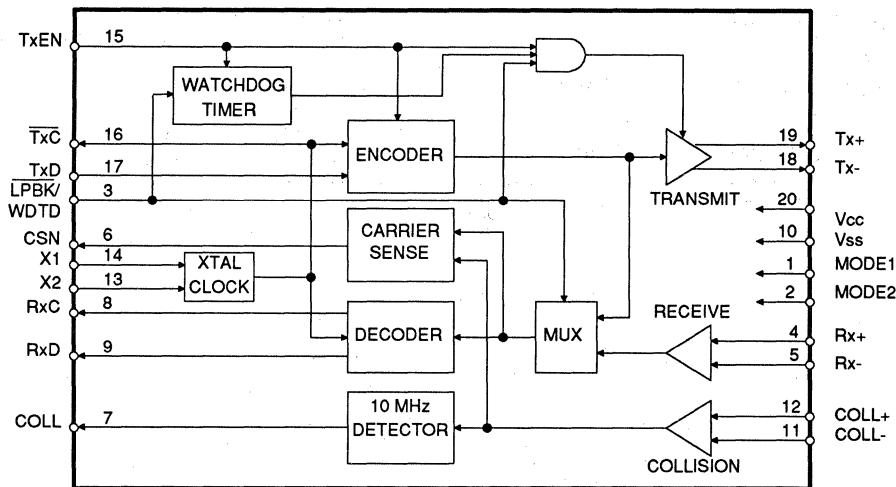 TxEN 15
WATCHDOG
TIMER
TxC 16
TxD 17
LPBK/
WDTD
3
ENCODER
19 Tx+
18 Tx-
TRANSMIT
20 Vcc
10 Vss
1 MODE1
2 MODE2
CSN 6
CARRIER
SENSE
X1 14
X2 13
XTAL
CLOCK
RxC 8
RxD 9
DECODER
MUX
RECEIVE
4 Rx+
5 Rx-
COLL 7
10 MHz
DETECTOR
12 COLL+
11 COLL-
COLLISION